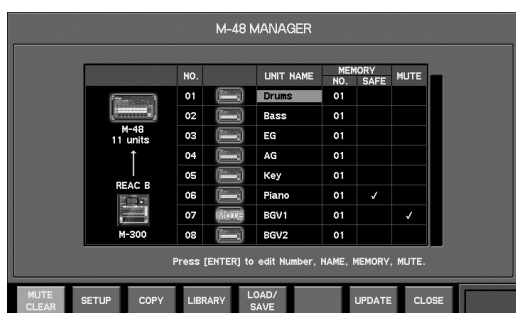 M-48 MANAGER
NO. UNIT NAME MEMORY NO. SAFE MUTE
01 Drums 01
02 Bass 01
03 EG 01
04 AG 01
05 Key 01
06 Piano 01 ✓
07 MUTE BGV1 01 ✓
08 BGV2 01
M-48
11 units
↑
REAC B
M-300
Press [ENTER] to edit Number, NAME, MEMORY, MUTE.
MUTE CLEAR
SETUP
COPY
LIBRARY
LOAD/ SAVE
UPDATE
CLOSE